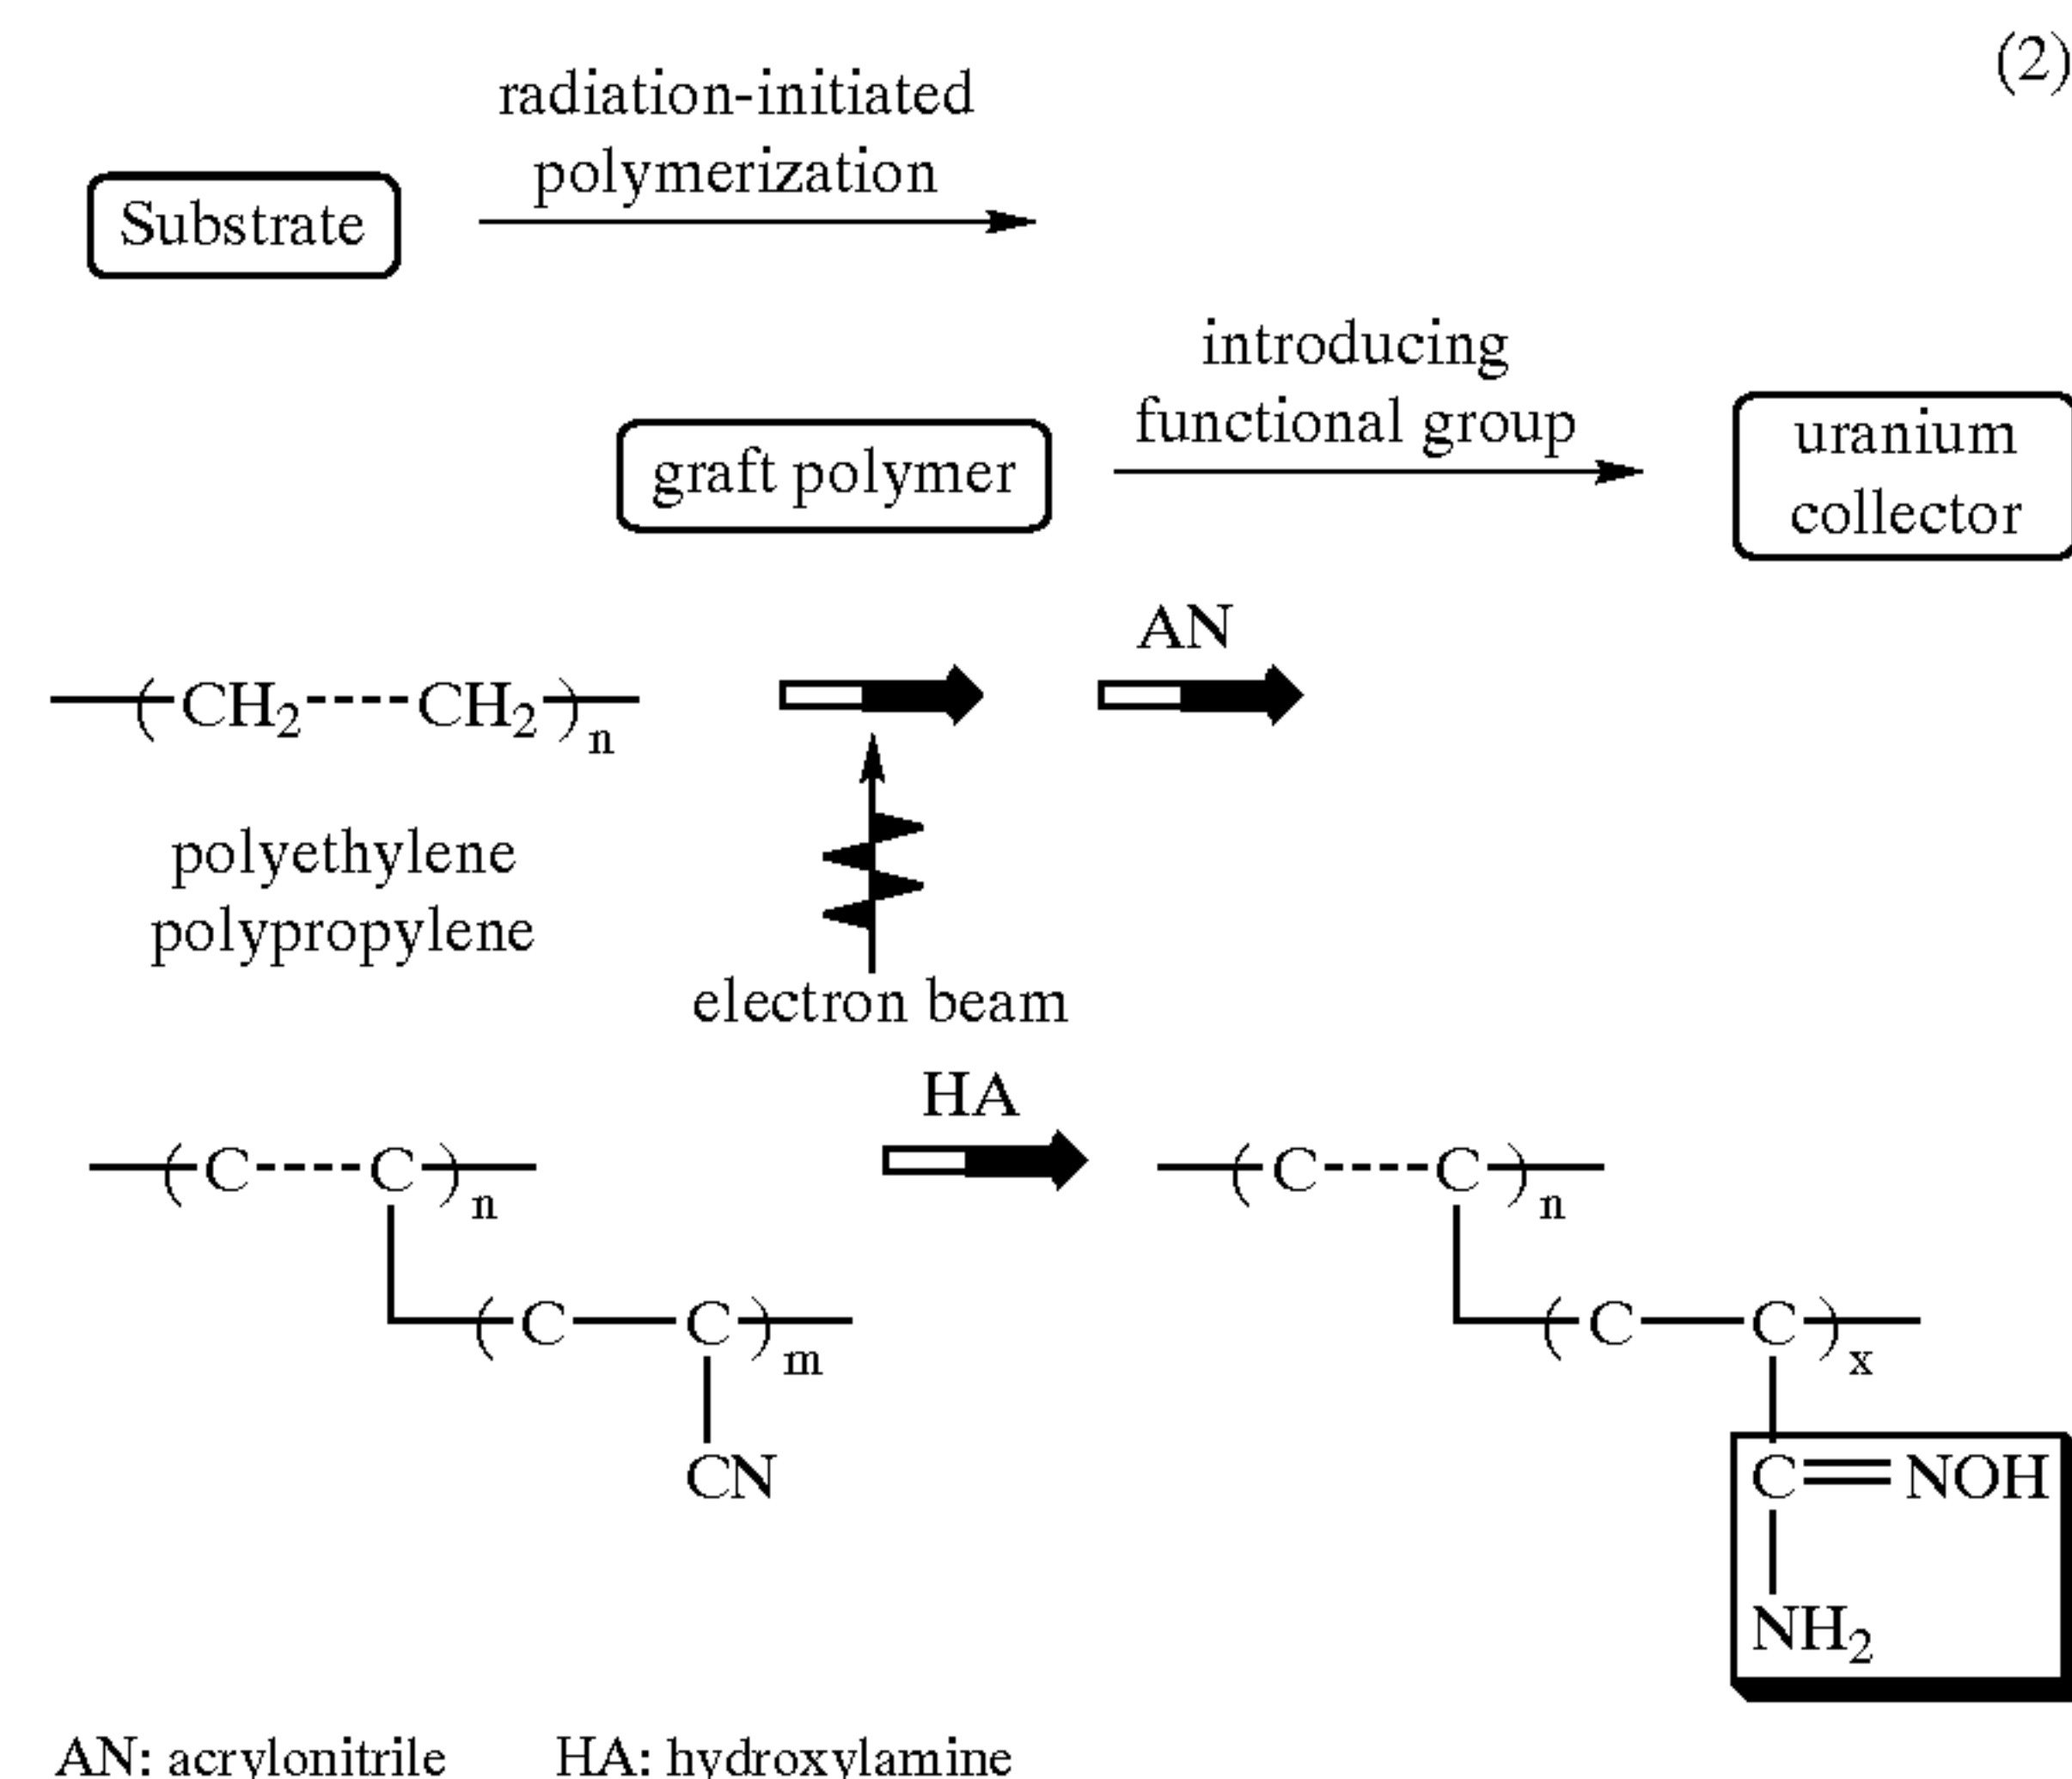 (2)
radiation-initiated
polymerization
Substrate
introducing
functional group
graft polymer
uranium
collector
AN
—(CH₂----CH₂)ₙ—
polyethylene
polypropylene
electron beam
HA
—(C----C)ₙ—
—(C—C)ₘ—
CN
—(C----C)ₙ—
—(C—C)ₓ—
C=NOH
NH₂
AN: acrylonitrile HA: hydroxylamine